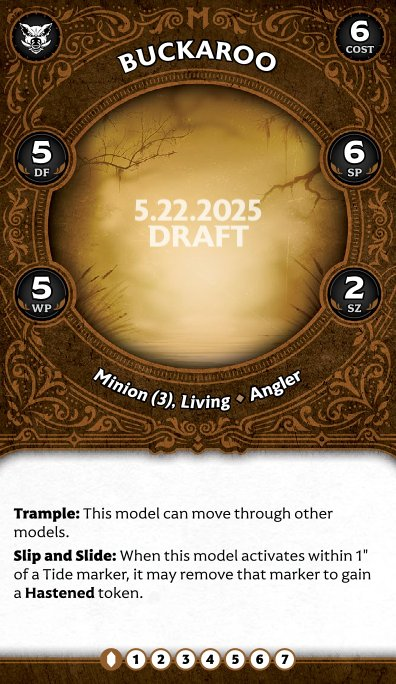 M
BUCKAROO
6
COST
5
DF
6
SP
5.22.2025
DRAFT
5
WP
2
SZ
Minion (3), Living ◆ Angler
Trample: This model can move through other
models.
Slip and Slide: When this model activates within 1"
of a Tide marker, it may remove that marker to gain
a Hastened token.
1 2 3 4 5 6 7